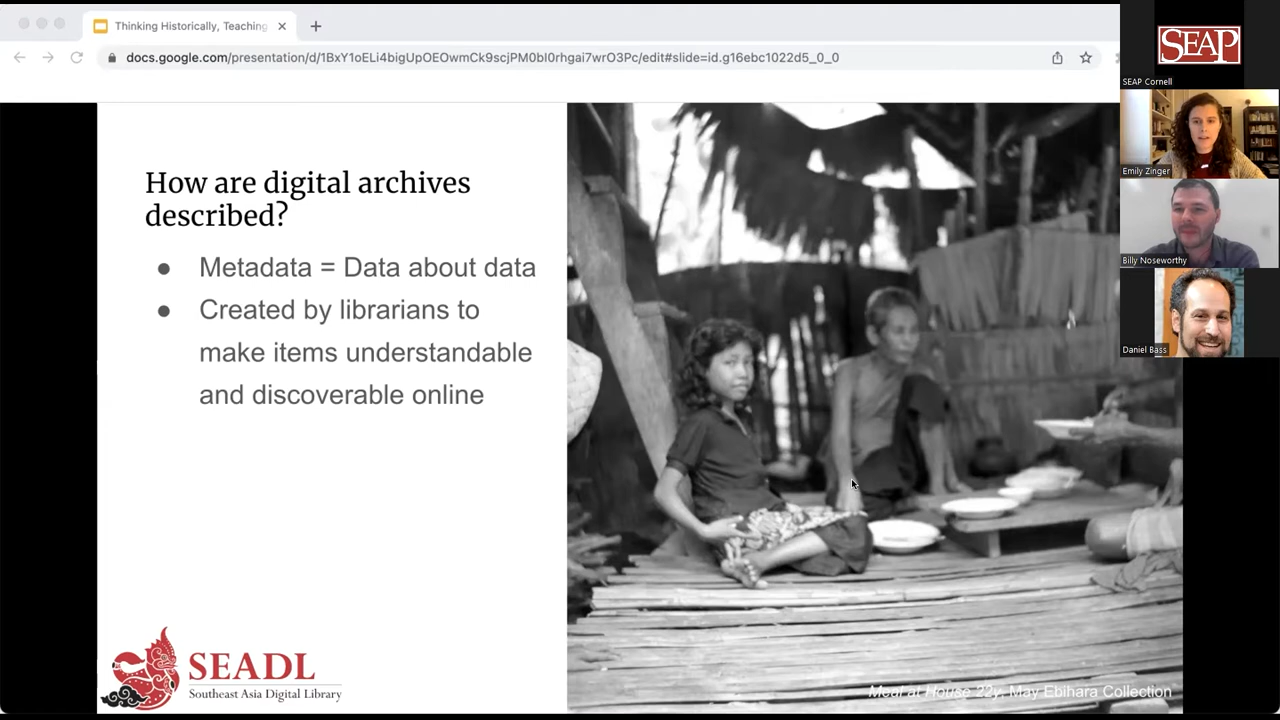 Thinking Historically, Teaching
docs.google.com/presentation/d/1BxY1oELi4bigUpOEOwmCk9scjPM0bI0rhgai7wrO3Pc/edit#slide=id.g16ebc1022d5_0_0
SEAP
SEAP Cornell
Emily Zinger
Billy Noseworthy
Daniel Bass
How are digital archives
described?
● Metadata = Data about data
● Created by librarians to
make items understandable
and discoverable online
SEADL
Southeast Asia Digital Library
Meal at House 22y, May Ebihara Collection